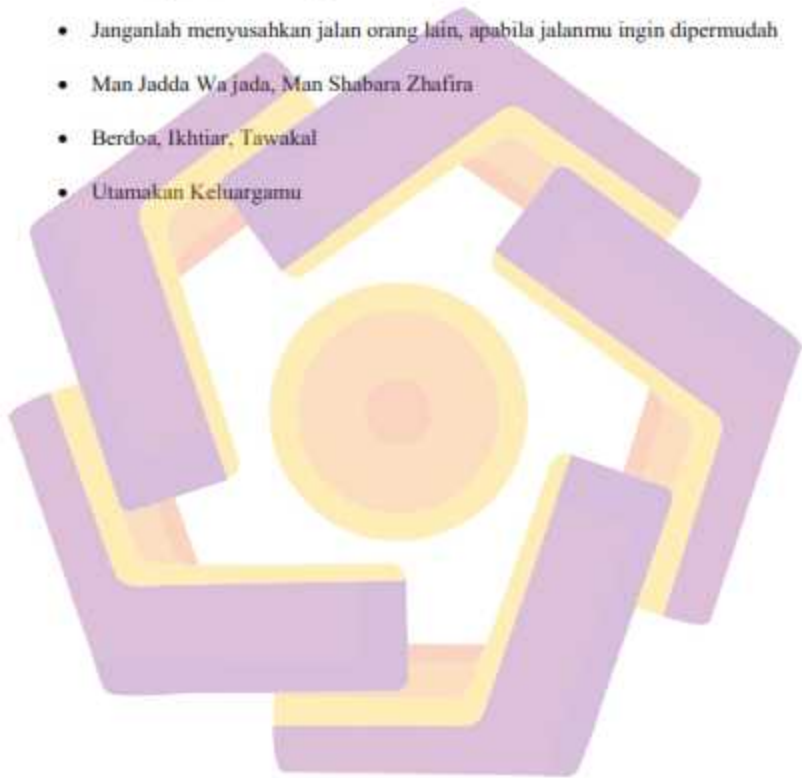 • Janganlah menyusahkan jalan orang lain, apabila jalanmu ingin dipermudah
• Man Jadda Wa jada, Man Shabara Zhafira
• Berdoa, Ikhtiar, Tawakal
• Utamakan Keluargamu